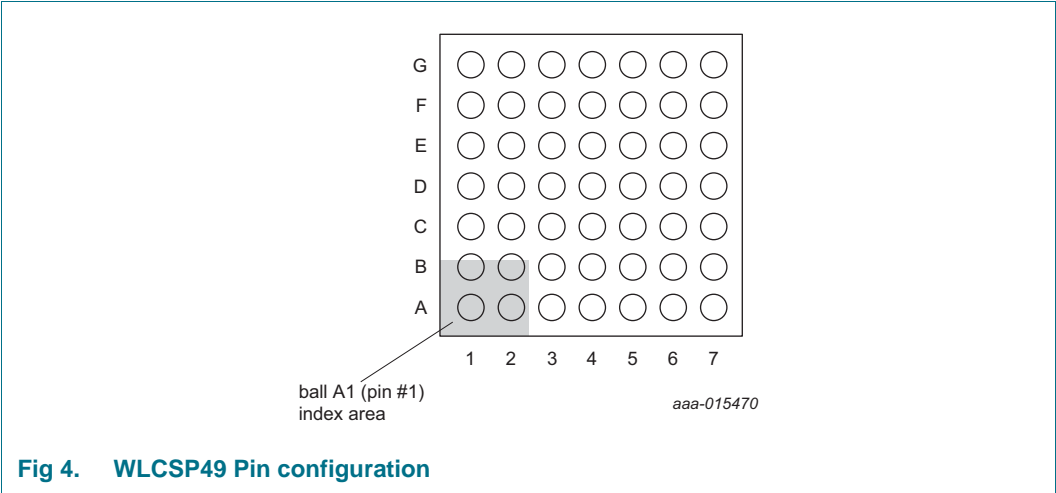 G
F
E
D
C
B
A
1 2 3 4 5 6 7
ball A1 (pin #1)
index area
aaa-015470
Fig 4. WLCSP49 Pin configuration